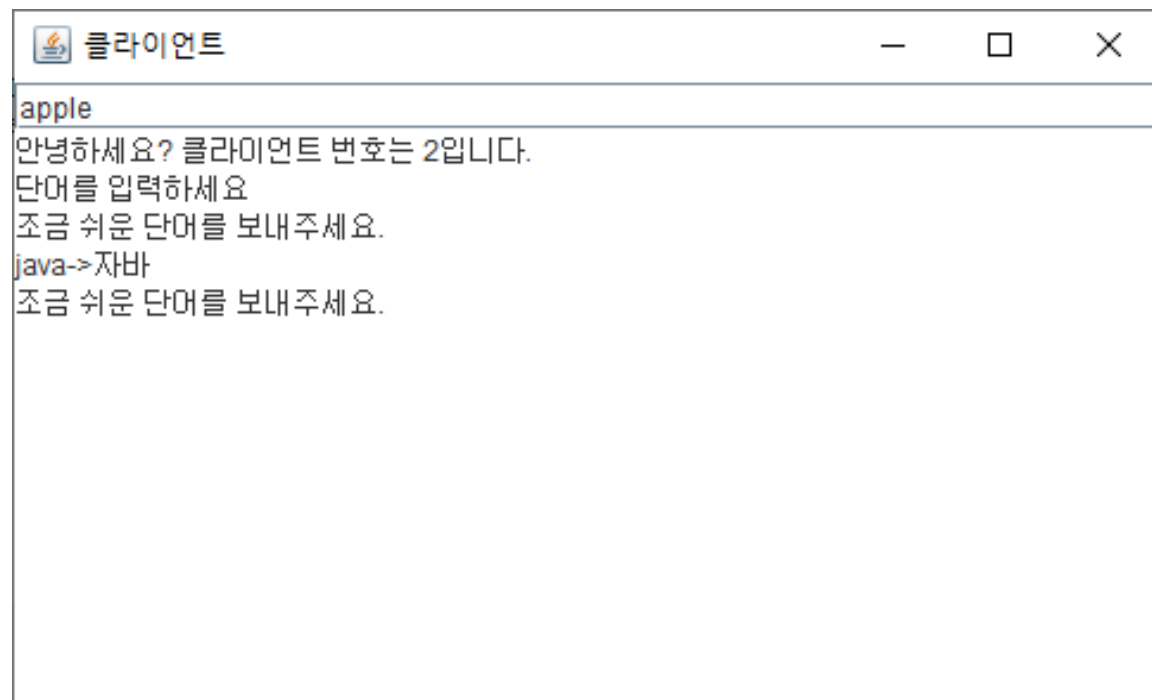 클라이언트
apple
안녕하세요? 클라이언트 번호는 2입니다.
단어를 입력하세요
조금 쉬운 단어를 보내주세요.
java->자바
조금 쉬운 단어를 보내주세요.